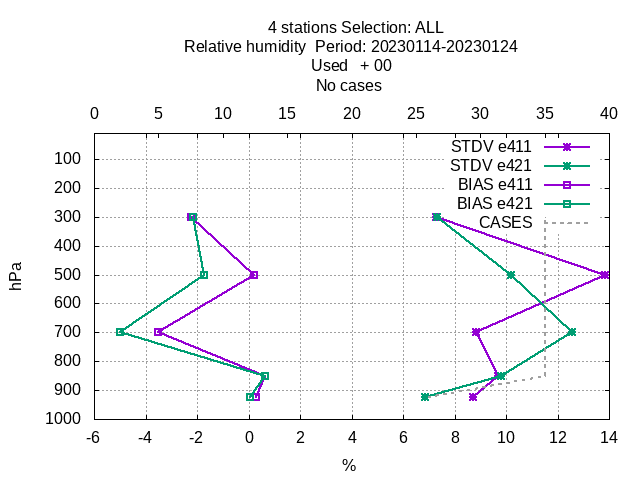 4 stations Selection: ALL
Relative humidity  Period: 20230114-20230124
Used   + 00
No cases
0 5 10 15 20 25 30 35 40
STDV e411
STDV e421
BIAS e411
BIAS e421
CASES
hPa
100
200
300
400
500
600
700
800
900
1000
-6 -4 -2 0 2 4 6 8 10 12 14
%